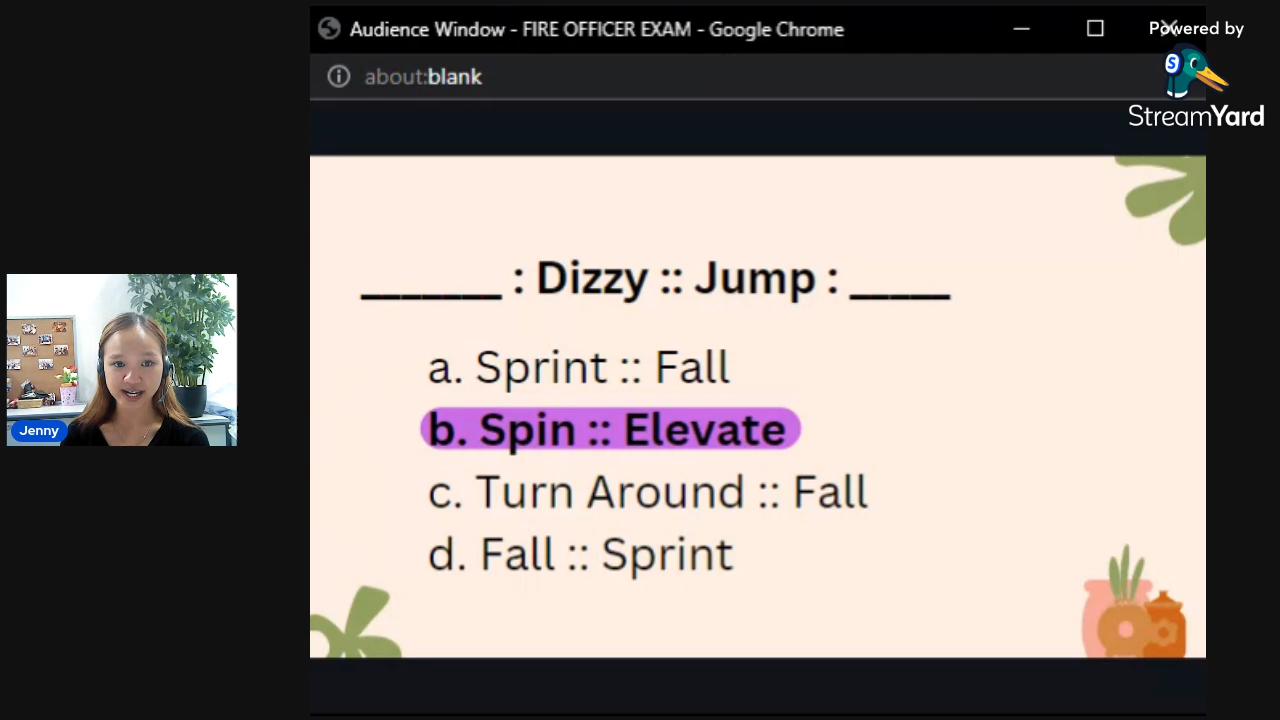 Audience Window - FIRE OFFICER EXAM - Google Chrome
Powered by
about:blank
S
StreamYard
_______ : Dizzy :: Jump : _____
a. Sprint :: Fall
b. Spin :: Elevate
c. Turn Around :: Fall
d. Fall :: Sprint
Jenny